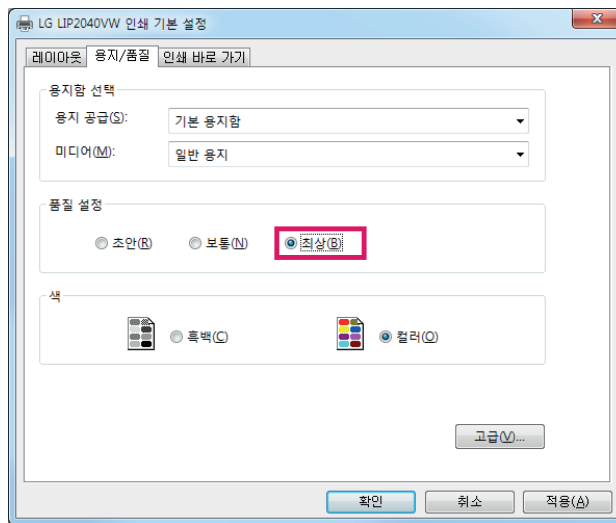 LG LIP2040VW 인쇄 기본 설정
레이아웃 용지/품질 인쇄 바로 가기
용지함 선택
용지 공급(S): 기본 용지함
미디어(M): 일반 용지
품질 설정
초안(R) 보통(N) 최상(B)
색
흑백(C) 컬러(O)
고급(V)...
확인 취소 적용(A)